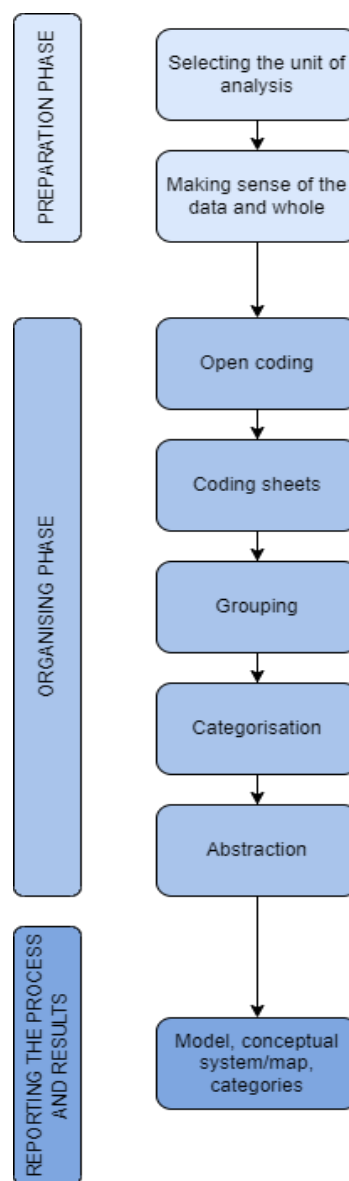 PREPARATION PHASE
Selecting the unit of
analysis
Making sense of the
data and whole
ORGANISING PHASE
Open coding
Coding sheets
Grouping
Categorisation
Abstraction
REPORTING THE PROCESS
AND RESULTS
Model, conceptual
system/map,
categories